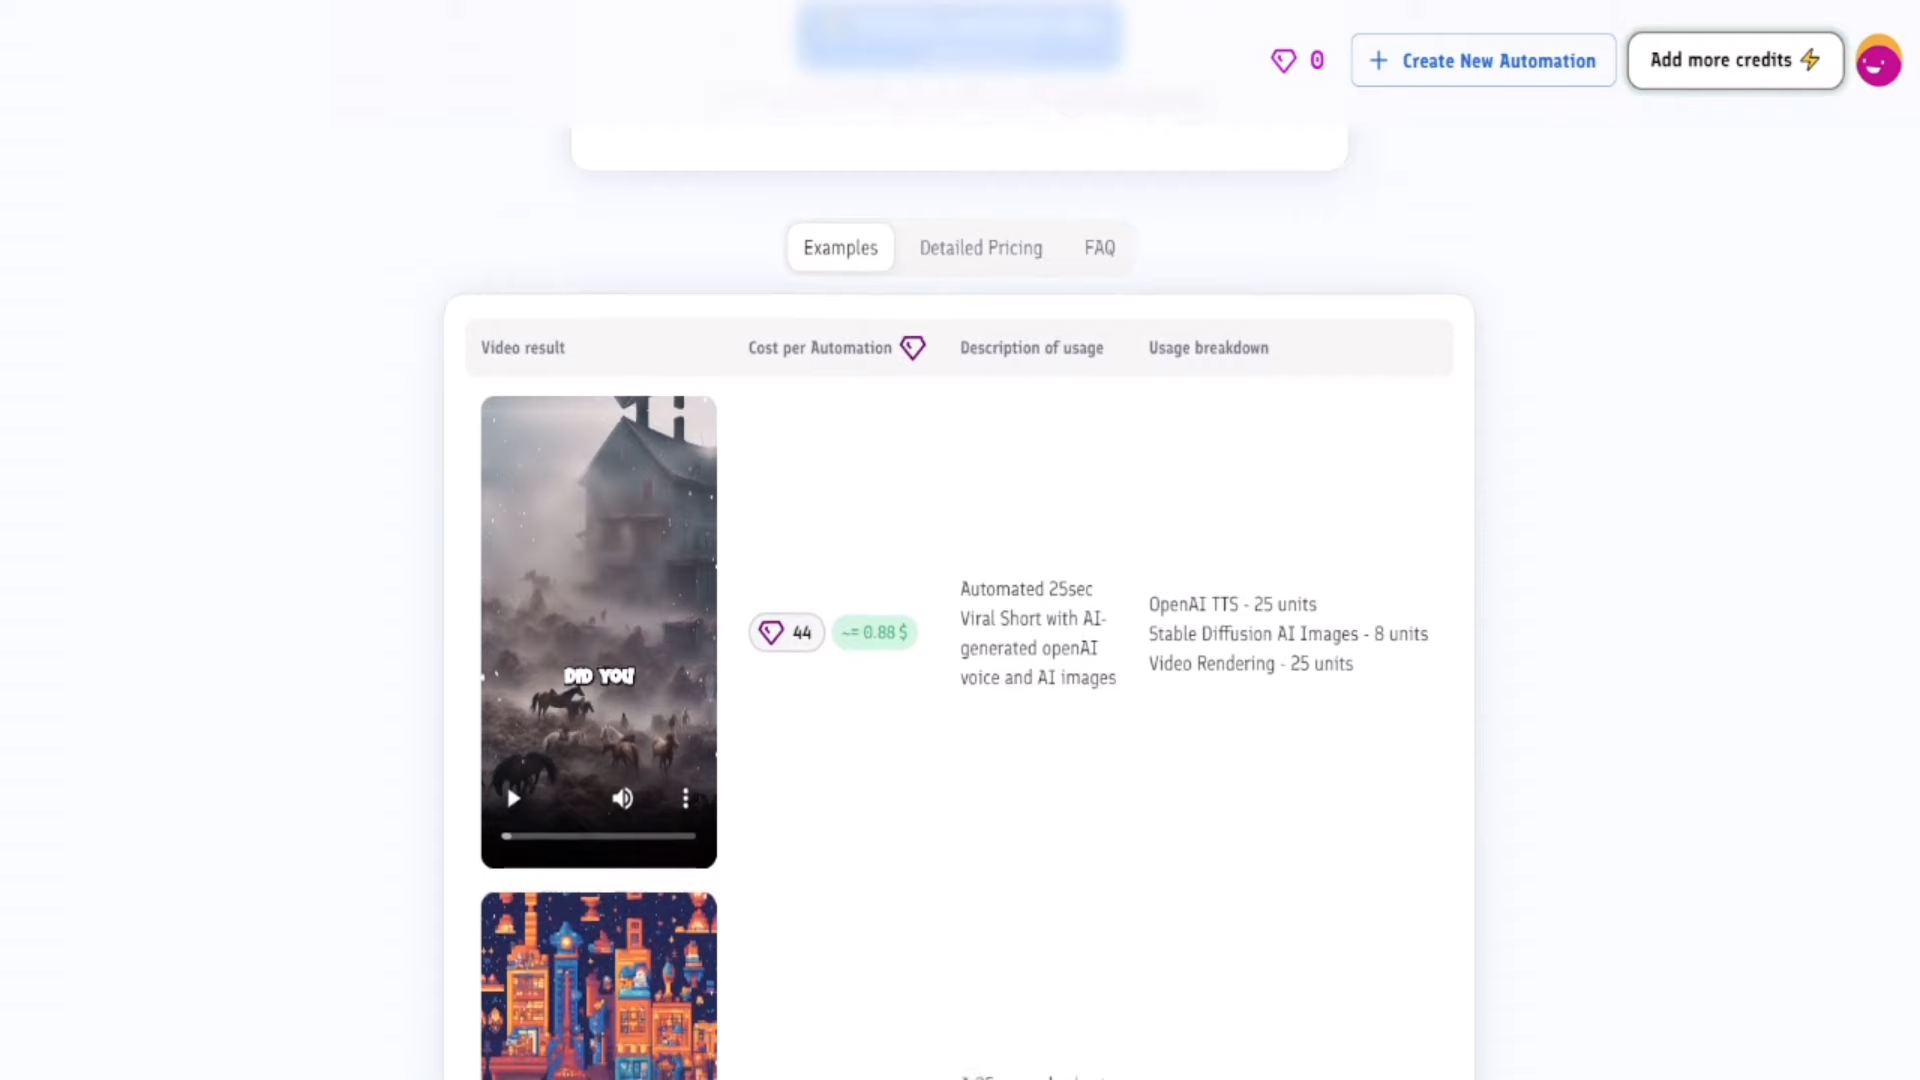 0
+ Create New Automation
Add more credits
Examples
Detailed Pricing
FAQ
Video result
Cost per Automation
Description of usage
Usage breakdown
DID YOU
44
~= 0.88 $
Automated 25sec
Viral Short with AI-
generated openAI
voice and AI images
OpenAI TTS - 25 units
Stable Diffusion AI Images - 8 units
Video Rendering - 25 units